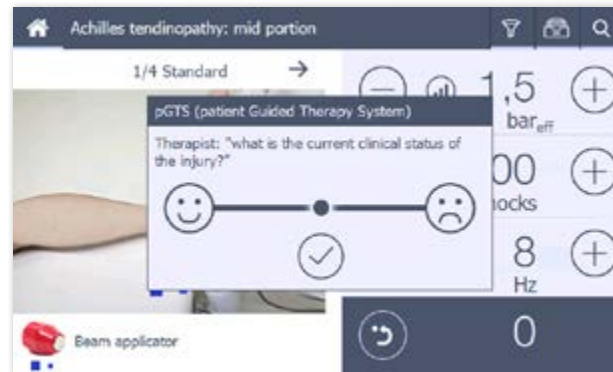 Achilles tendinopathy: mid portion
1/4 Standard →
1,5
bar eff
pGTS (patient Guided Therapy System)
Therapist: "what is the current clinical status of
the injury?"
00
hocks
8
Hz
Beam applicator
0